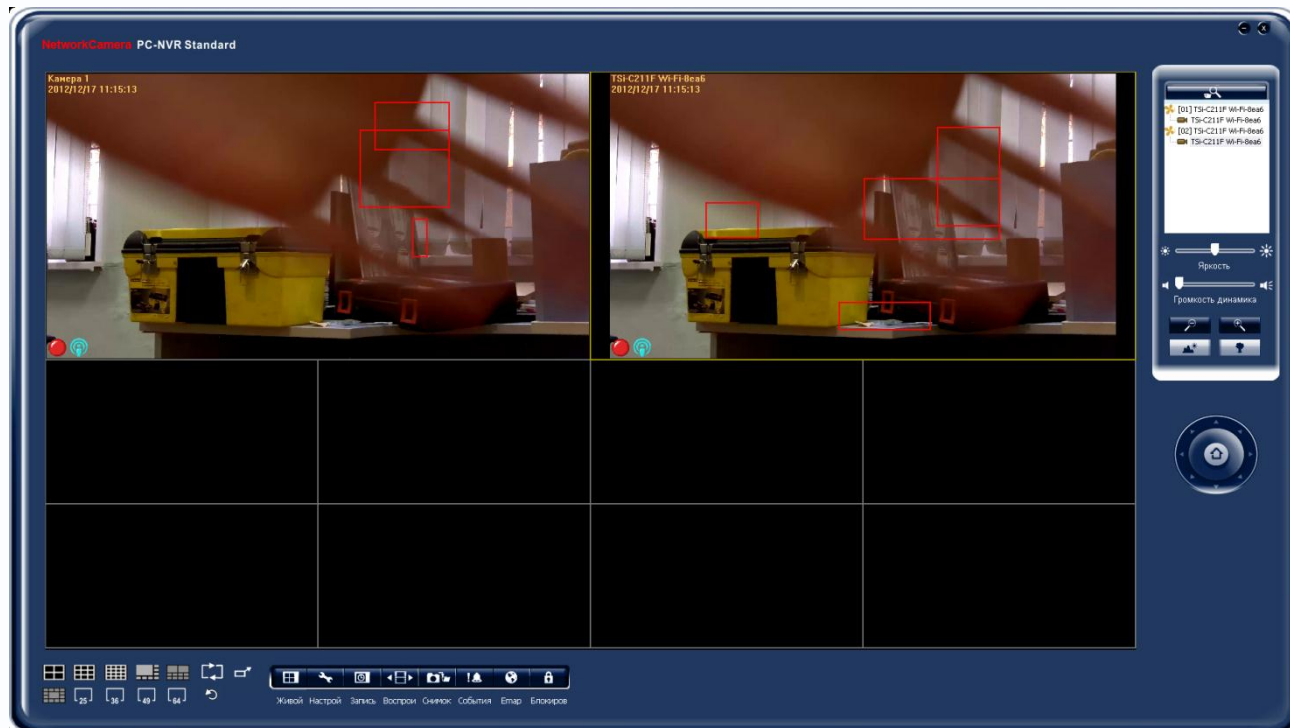 NetworkCamera PC-NVR Standard
Камера 1
2012/12/17 11:15:13
TSi-C211F Wi-Fi-8ea6
2012/12/17 11:15:13
[01] TSi-C211F Wi-Fi-8ea6
TSi-C211F Wi-Fi-8ea6
[02] TSi-C211F Wi-Fi-8ea6
TSi-C211F Wi-Fi-8ea6
Яркость
Громкость динамика
25 36 49 64
Живой Настрой Запись Воспрои Снимок События Emap Блокиров